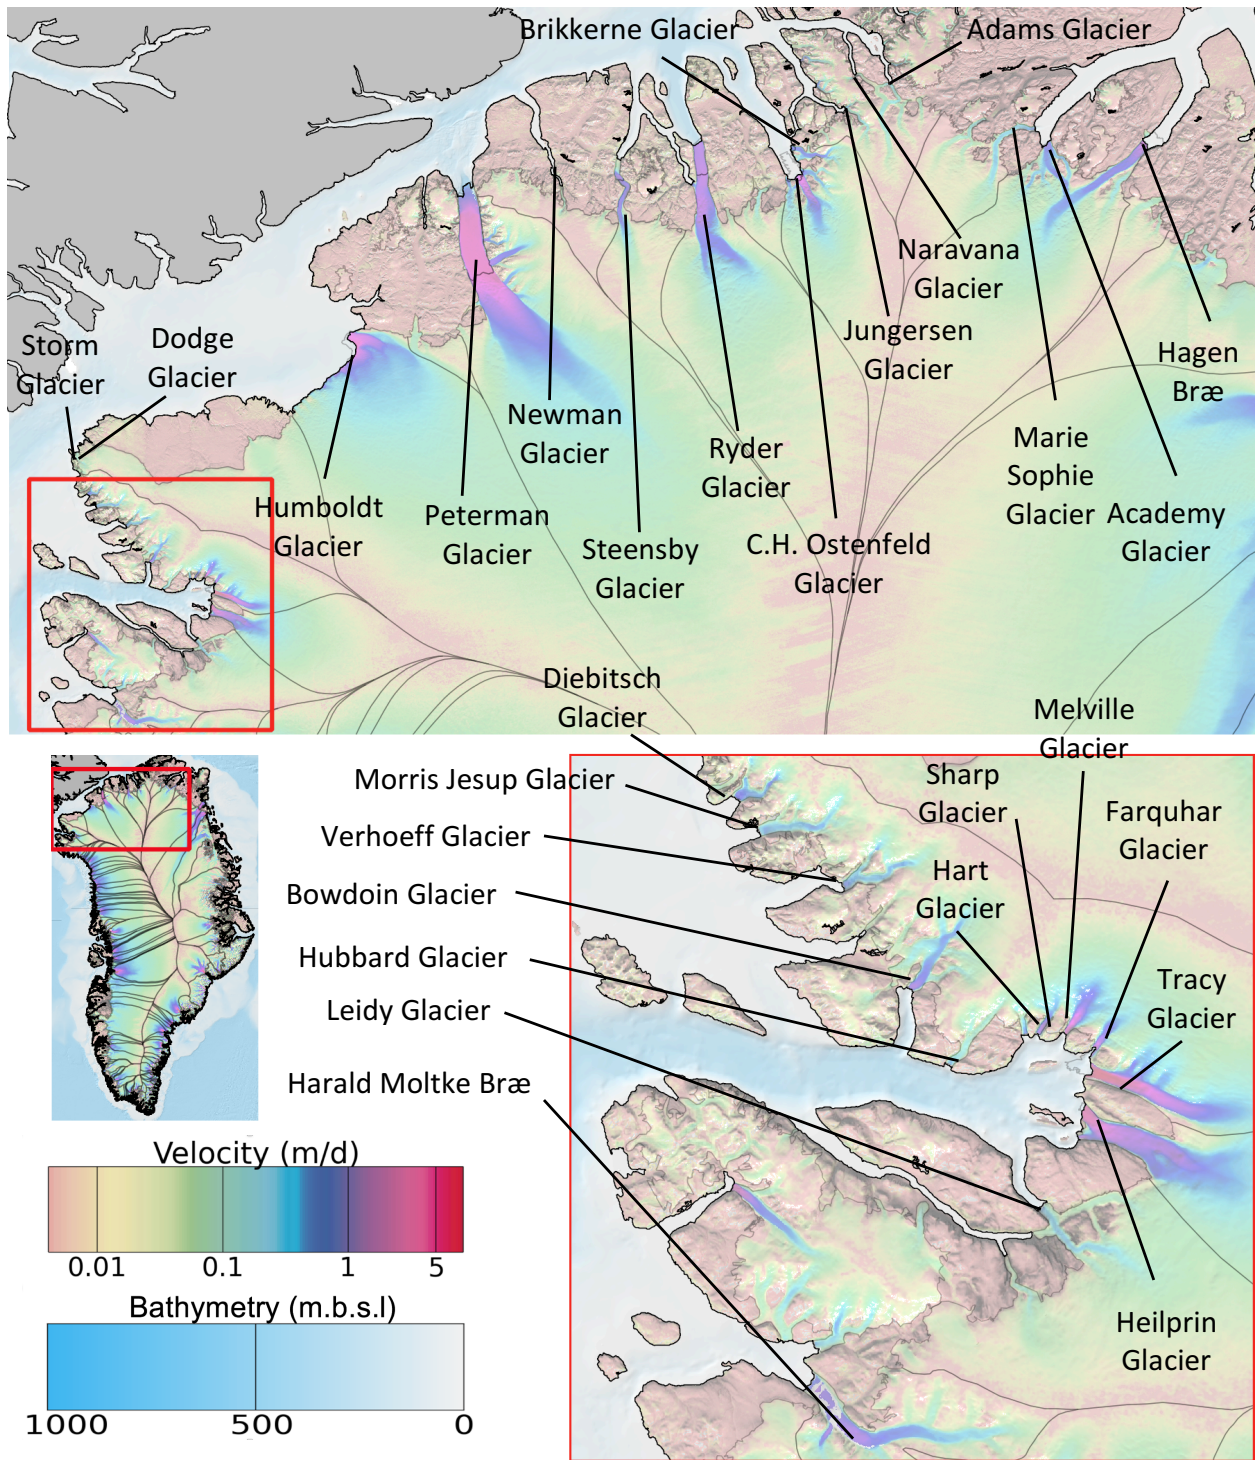 Brikkerne Glacier
Adams Glacier
Storm
Glacier
Dodge
Glacier
Naravana
Glacier
Jungersen
Glacier
Hagen
Bræ
Newman
Glacier
Ryder
Glacier
Marie
Sophie
Glacier
Academy
Glacier
Humboldt
Glacier
Peterman
Glacier
Steensby
Glacier
C.H. Ostenfeld
Glacier
Diebitsch
Glacier
Melville
Glacier
Morris Jesup Glacier
Sharp
Glacier
Farquhar
Glacier
Verhoeff Glacier
Bowdoin Glacier
Hart
Glacier
Hubbard Glacier
Leidy Glacier
Tracy
Glacier
Harald Moltke Bræ
Heilprin
Glacier
Velocity (m/d)
0.01 0.1 1 5
Bathymetry (m.b.s.l)
1000 500 0